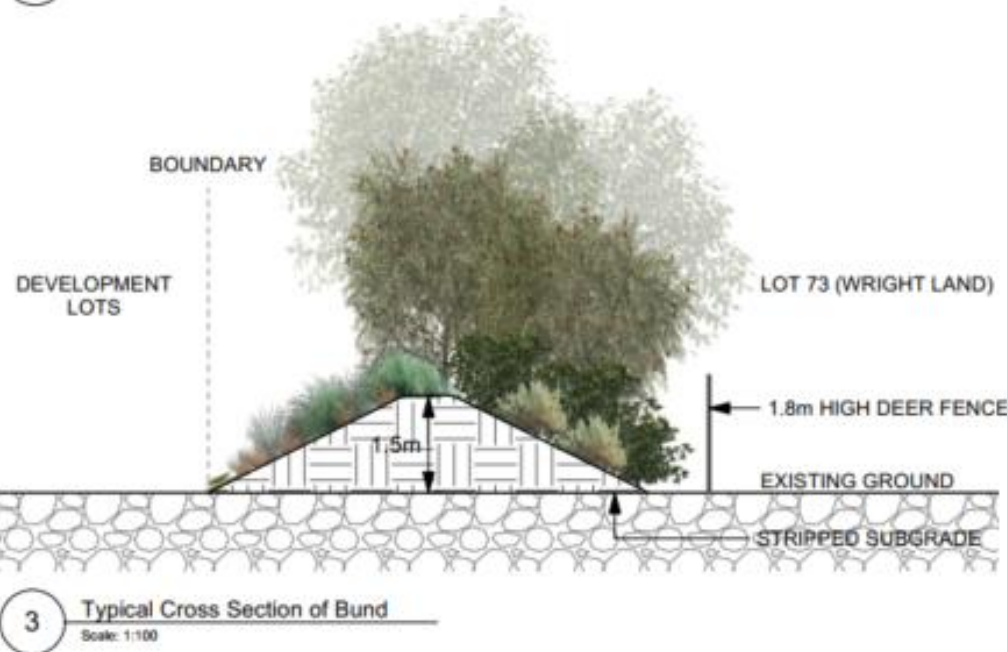 BOUNDARY
DEVELOPMENT
LOTS
LOT 73 (WRIGHT LAND)
1.8m HIGH DEER FENCE
1.5m
EXISTING GROUND
STRIPPED SUBGRADE
3
Typical Cross Section of Bund
Scale: 1:100